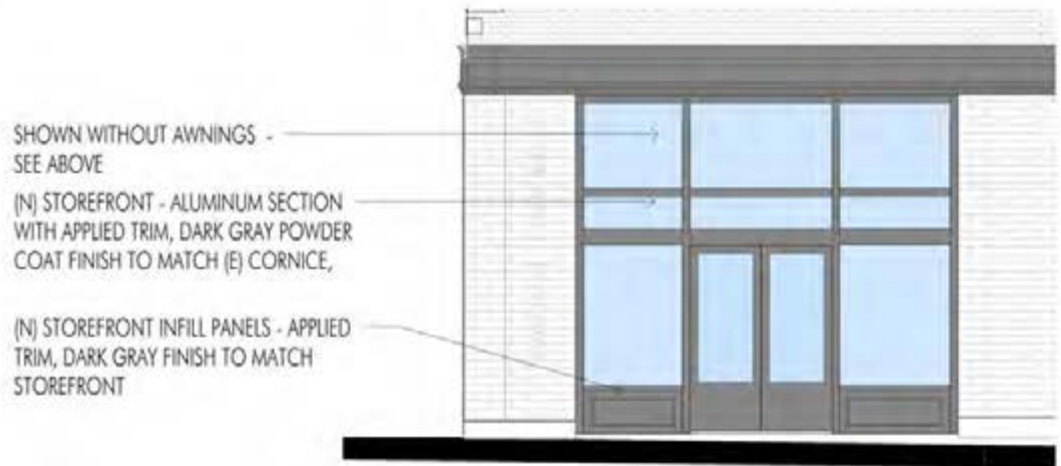 SHOWN WITHOUT AWNINGS -
SEE ABOVE
(N) STOREFRONT - ALUMINUM SECTION
WITH APPLIED TRIM, DARK GRAY POWDER
COAT FINISH TO MATCH (E) CORNICE,
(N) STOREFRONT INFILL PANELS - APPLIED
TRIM, DARK GRAY FINISH TO MATCH
STOREFRONT